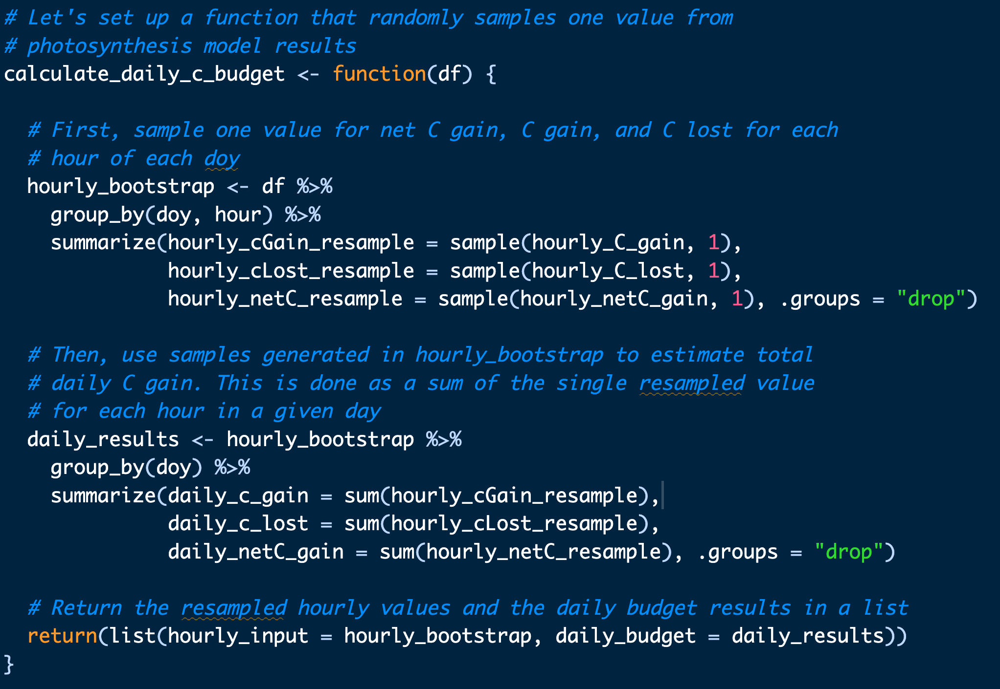 # Let's set up a function that randomly samples one value from
# photosynthesis model results
calculate_daily_c_budget <- function(df) {
# First, sample one value for net C gain, C gain, and C lost for each
# hour of each doy
hourly_bootstrap <- df %>%
group_by(doy, hour) %>%
summarize(hourly_cGain_resample = sample(hourly_C_gain, 1),
hourly_cLost_resample = sample(hourly_C_lost, 1),
hourly_netC_resample = sample(hourly_netC_gain, 1), .groups = "drop")
# Then, use samples generated in hourly_bootstrap to estimate total
# daily C gain. This is done as a sum of the single resampled value
# for each hour in a given day
daily_results <- hourly_bootstrap %>%
group_by(doy) %>%
summarize(daily_c_gain = sum(hourly_cGain_resample),
daily_c_lost = sum(hourly_cLost_resample),
daily_netC_gain = sum(hourly_netC_resample), .groups = "drop")
# Return the resampled hourly values and the daily budget results in a list
return(list(hourly_input = hourly_bootstrap, daily_budget = daily_results))
}